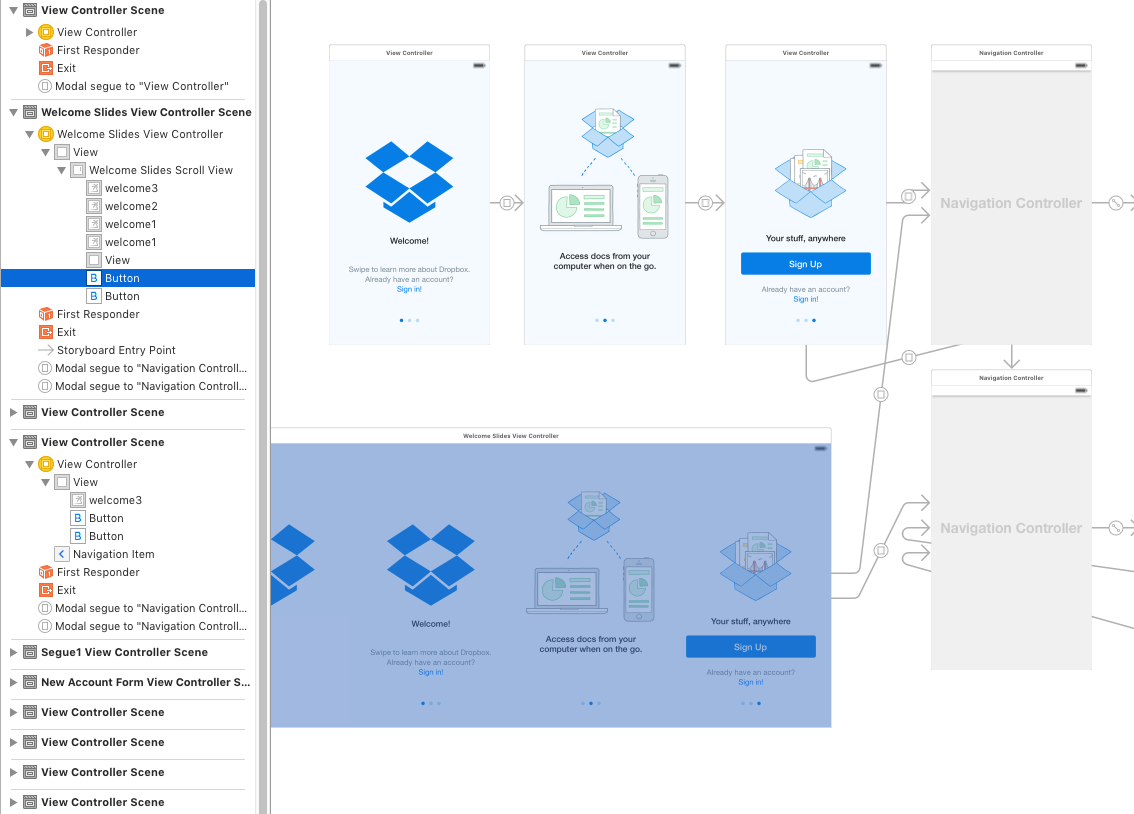 View Controller Scene
View Controller
First Responder
Exit
Modal segue to "View Controller"
Welcome Slides View Controller Scene
Welcome Slides View Controller
View
Welcome Slides Scroll View
welcome3
welcome2
welcome1
welcome1
View
B Button
B Button
First Responder
Exit
Storyboard Entry Point
Modal segue to "Navigation Controll...
Modal segue to "Navigation Controll...
View Controller Scene
View Controller Scene
View Controller
View
welcome3
B Button
B Button
Navigation Item
First Responder
Exit
Modal segue to "Navigation Controll...
Modal segue to "Navigation Controll...
Segue1 View Controller Scene
New Account Form View Controller S...
View Controller Scene
View Controller Scene
View Controller Scene
View Controller Scene
View Controller
Welcome!
Swipe to learn more about Dropbox.
Already have an account?
Sign in!
View Controller
Access docs from your
computer when on the go.
View Controller
Your stuff, anywhere
Sign Up
Already have an account?
Sign in!
Navigation Controller
Navigation Controller
Navigation Controller
Navigation Controller
Welcome Slides View Controller
Welcome!
Swipe to learn more about Dropbox.
Already have an account?
Sign in!
Access docs from your
computer when on the go.
Your stuff, anywhere
Sign Up
Already have an account?
Sign in!